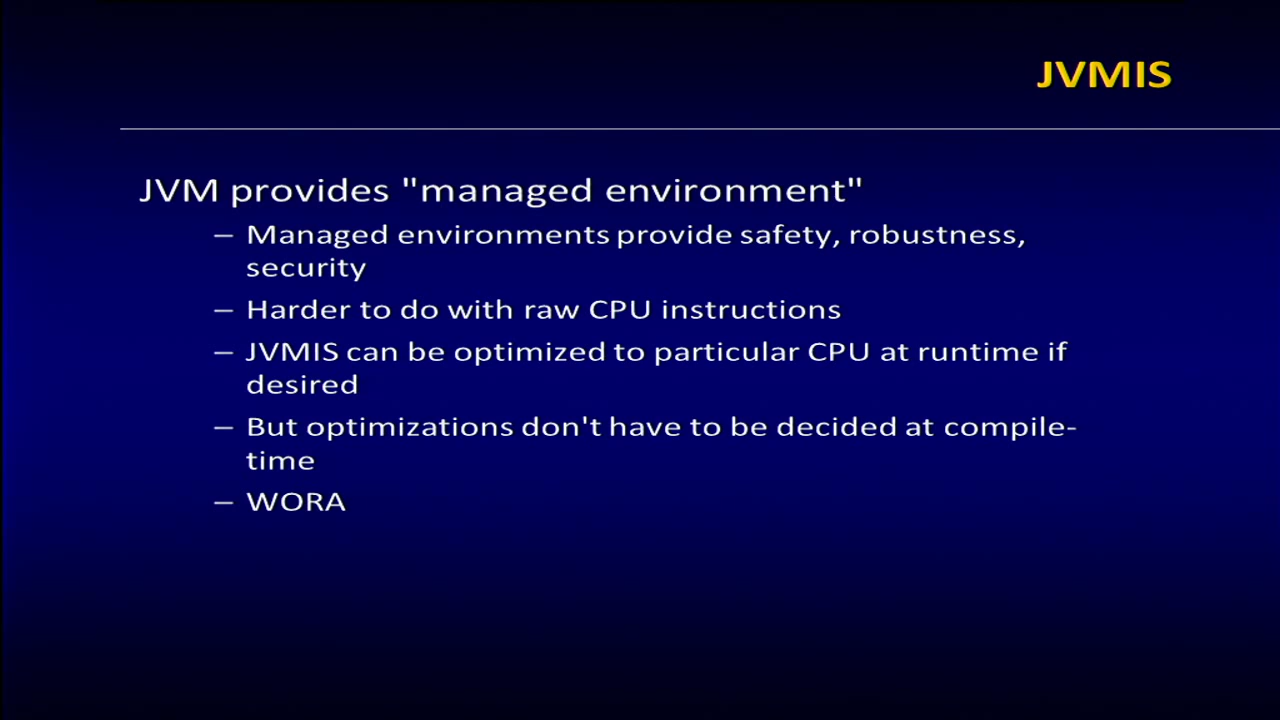 JVMIS
JVM provides "managed environment"
– Managed environments provide safety, robustness,
security
– Harder to do with raw CPU instructions
– JVMIS can be optimized to particular CPU at runtime if
desired
– But optimizations don't have to be decided at compile-
time
– WORA